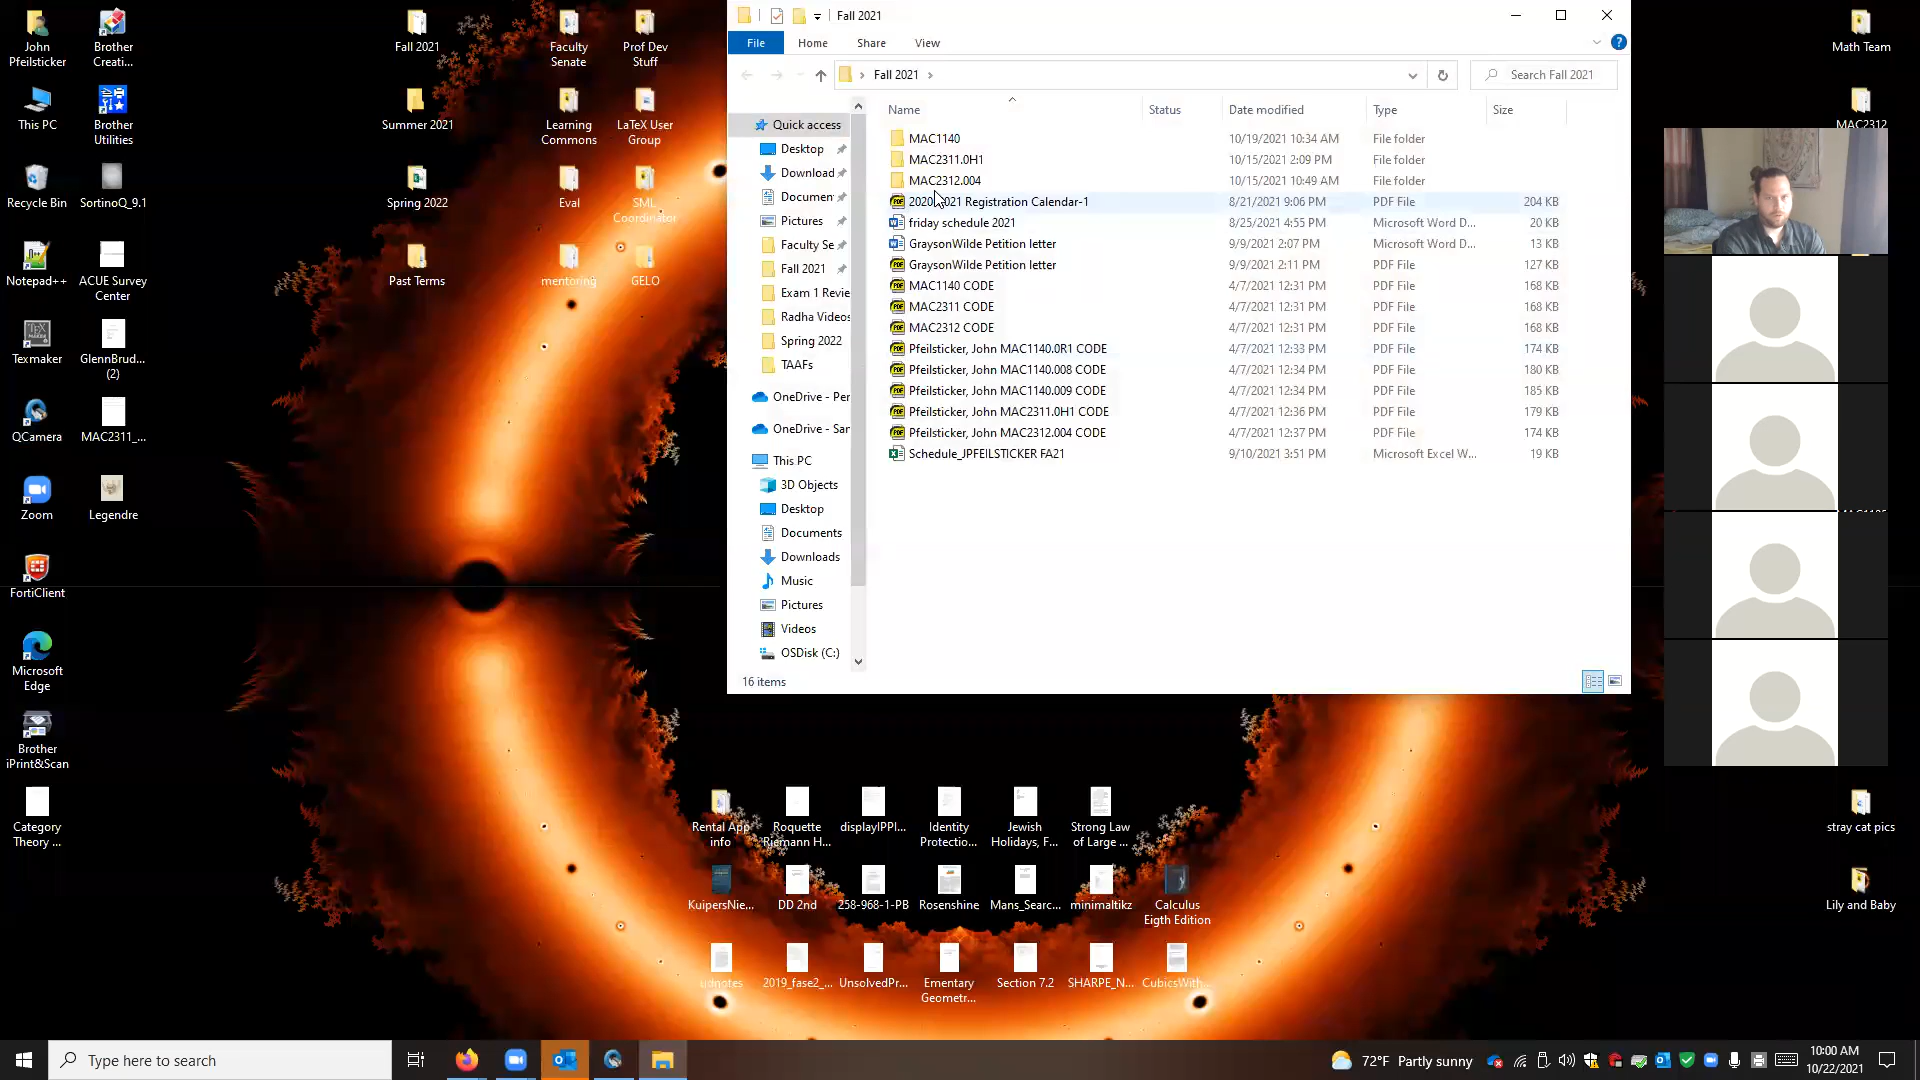 John
Pfeilsticker
Brother
Creati...
Fall 2021
Faculty
Senate
Prof Dev
Stuff
This PC
Brother
Utilities
Summer 2021
Learning
Commons
LaTeX User
Group
Recycle Bin
SortinoQ_9.1
Spring 2022
Eval
SML
Coordinator
Notepad++
ACUE Survey
Center
Past Terms
mentoring
GELO
Texmaker
GlennBrud...
(2)
QCamera
MAC2311_...
Zoom
Legendre
FortiClient
Microsoft
Edge
Brother
iPrint&Scan
Category
Theory ...
Fall 2021
File
Home
Share
View
Fall 2021
Search Fall 2021
Quick access
Desktop
Download
Documen
Pictures
Faculty Se
Fall 2021
Exam 1 Revie
Radha Videos
Spring 2022
TAAFs
OneDrive - Per
OneDrive - San
This PC
3D Objects
Desktop
Documents
Downloads
Music
Pictures
Videos
OSDisk (C:)
Name Status Date modified Type Size
MAC1140 10/19/2021 10:34 AM File folder
MAC2311.0H1 10/15/2021 2:09 PM File folder
MAC2312.004 10/15/2021 10:49 AM File folder
2020 2021 Registration Calendar-1 8/21/2021 9:06 PM PDF File 204 KB
friday schedule 2021 8/25/2021 4:55 PM Microsoft Word D... 20 KB
GraysonWilde Petition letter 9/9/2021 2:07 PM Microsoft Word D... 13 KB
GraysonWilde Petition letter 9/9/2021 2:11 PM PDF File 127 KB
MAC1140 CODE 4/7/2021 12:31 PM PDF File 168 KB
MAC2311 CODE 4/7/2021 12:31 PM PDF File 168 KB
MAC2312 CODE 4/7/2021 12:31 PM PDF File 168 KB
Pfeilsticker, John MAC1140.0R1 CODE 4/7/2021 12:33 PM PDF File 174 KB
Pfeilsticker, John MAC1140.008 CODE 4/7/2021 12:34 PM PDF File 180 KB
Pfeilsticker, John MAC1140.009 CODE 4/7/2021 12:34 PM PDF File 185 KB
Pfeilsticker, John MAC2311.0H1 CODE 4/7/2021 12:36 PM PDF File 179 KB
Pfeilsticker, John MAC2312.004 CODE 4/7/2021 12:37 PM PDF File 174 KB
Schedule_JPFEILSTICKER FA21 9/10/2021 3:51 PM Microsoft Excel W... 19 KB
16 items
Math Team
MAC2312
stray cat pics
Lily and Baby
Rental App
info
Roquette
Riemann H...
displayIPPI...
Identity
Protectio...
Jewish
Holidays, F...
Strong Law
of Large ...
KuipersNie...
DD 2nd
258-968-1-PB
Rosenshine
Mans_Searc...
minimaltikz
Calculus
Eigth Edition
2019_fase2_...
UnsolvedPr...
Ementary
Geometr...
Section 7.2
SHARPE_N...
CubicsWith...
Type here to search
72°F Partly sunny
10:00 AM
10/22/2021